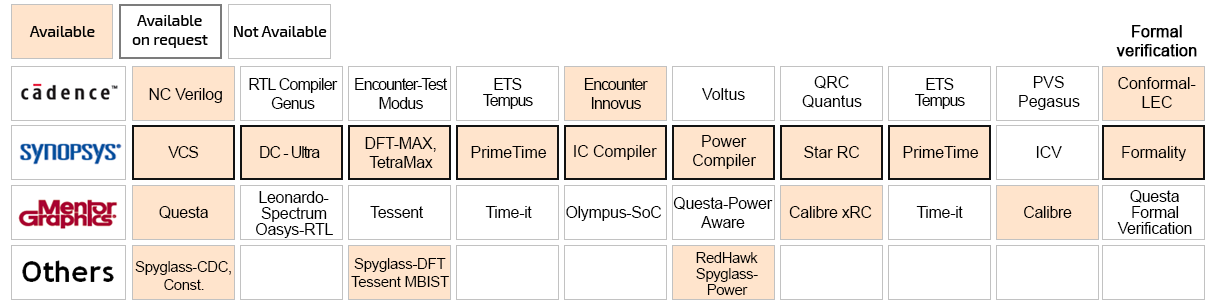 Available
Available
on request
Not Available
Formal
verification
cādence™
NC Verilog
RTL Compiler
Genus
Encounter-Test
Modus
ETS
Tempus
Encounter
Innovus
Voltus
QRC
Quantus
ETS
Tempus
PVS
Pegasus
Conformal-
LEC
SYNOPSYS®
VCS
DC - Ultra
DFT-MAX,
TetraMax
PrimeTime
IC Compiler
Power
Compiler
Star RC
PrimeTime
ICV
Formality
Mentor
Graphics®
Questa
Leonardo-
Spectrum
Oasys-RTL
Tessent
Time-it
Olympus-SoC
Questa-Power
Aware
Calibre xRC
Time-it
Calibre
Questa
Formal
Verification
Others
Spyglass-CDC,
Const.
Spyglass-DFT
Tessent MBIST
RedHawk
Spyglass-
Power